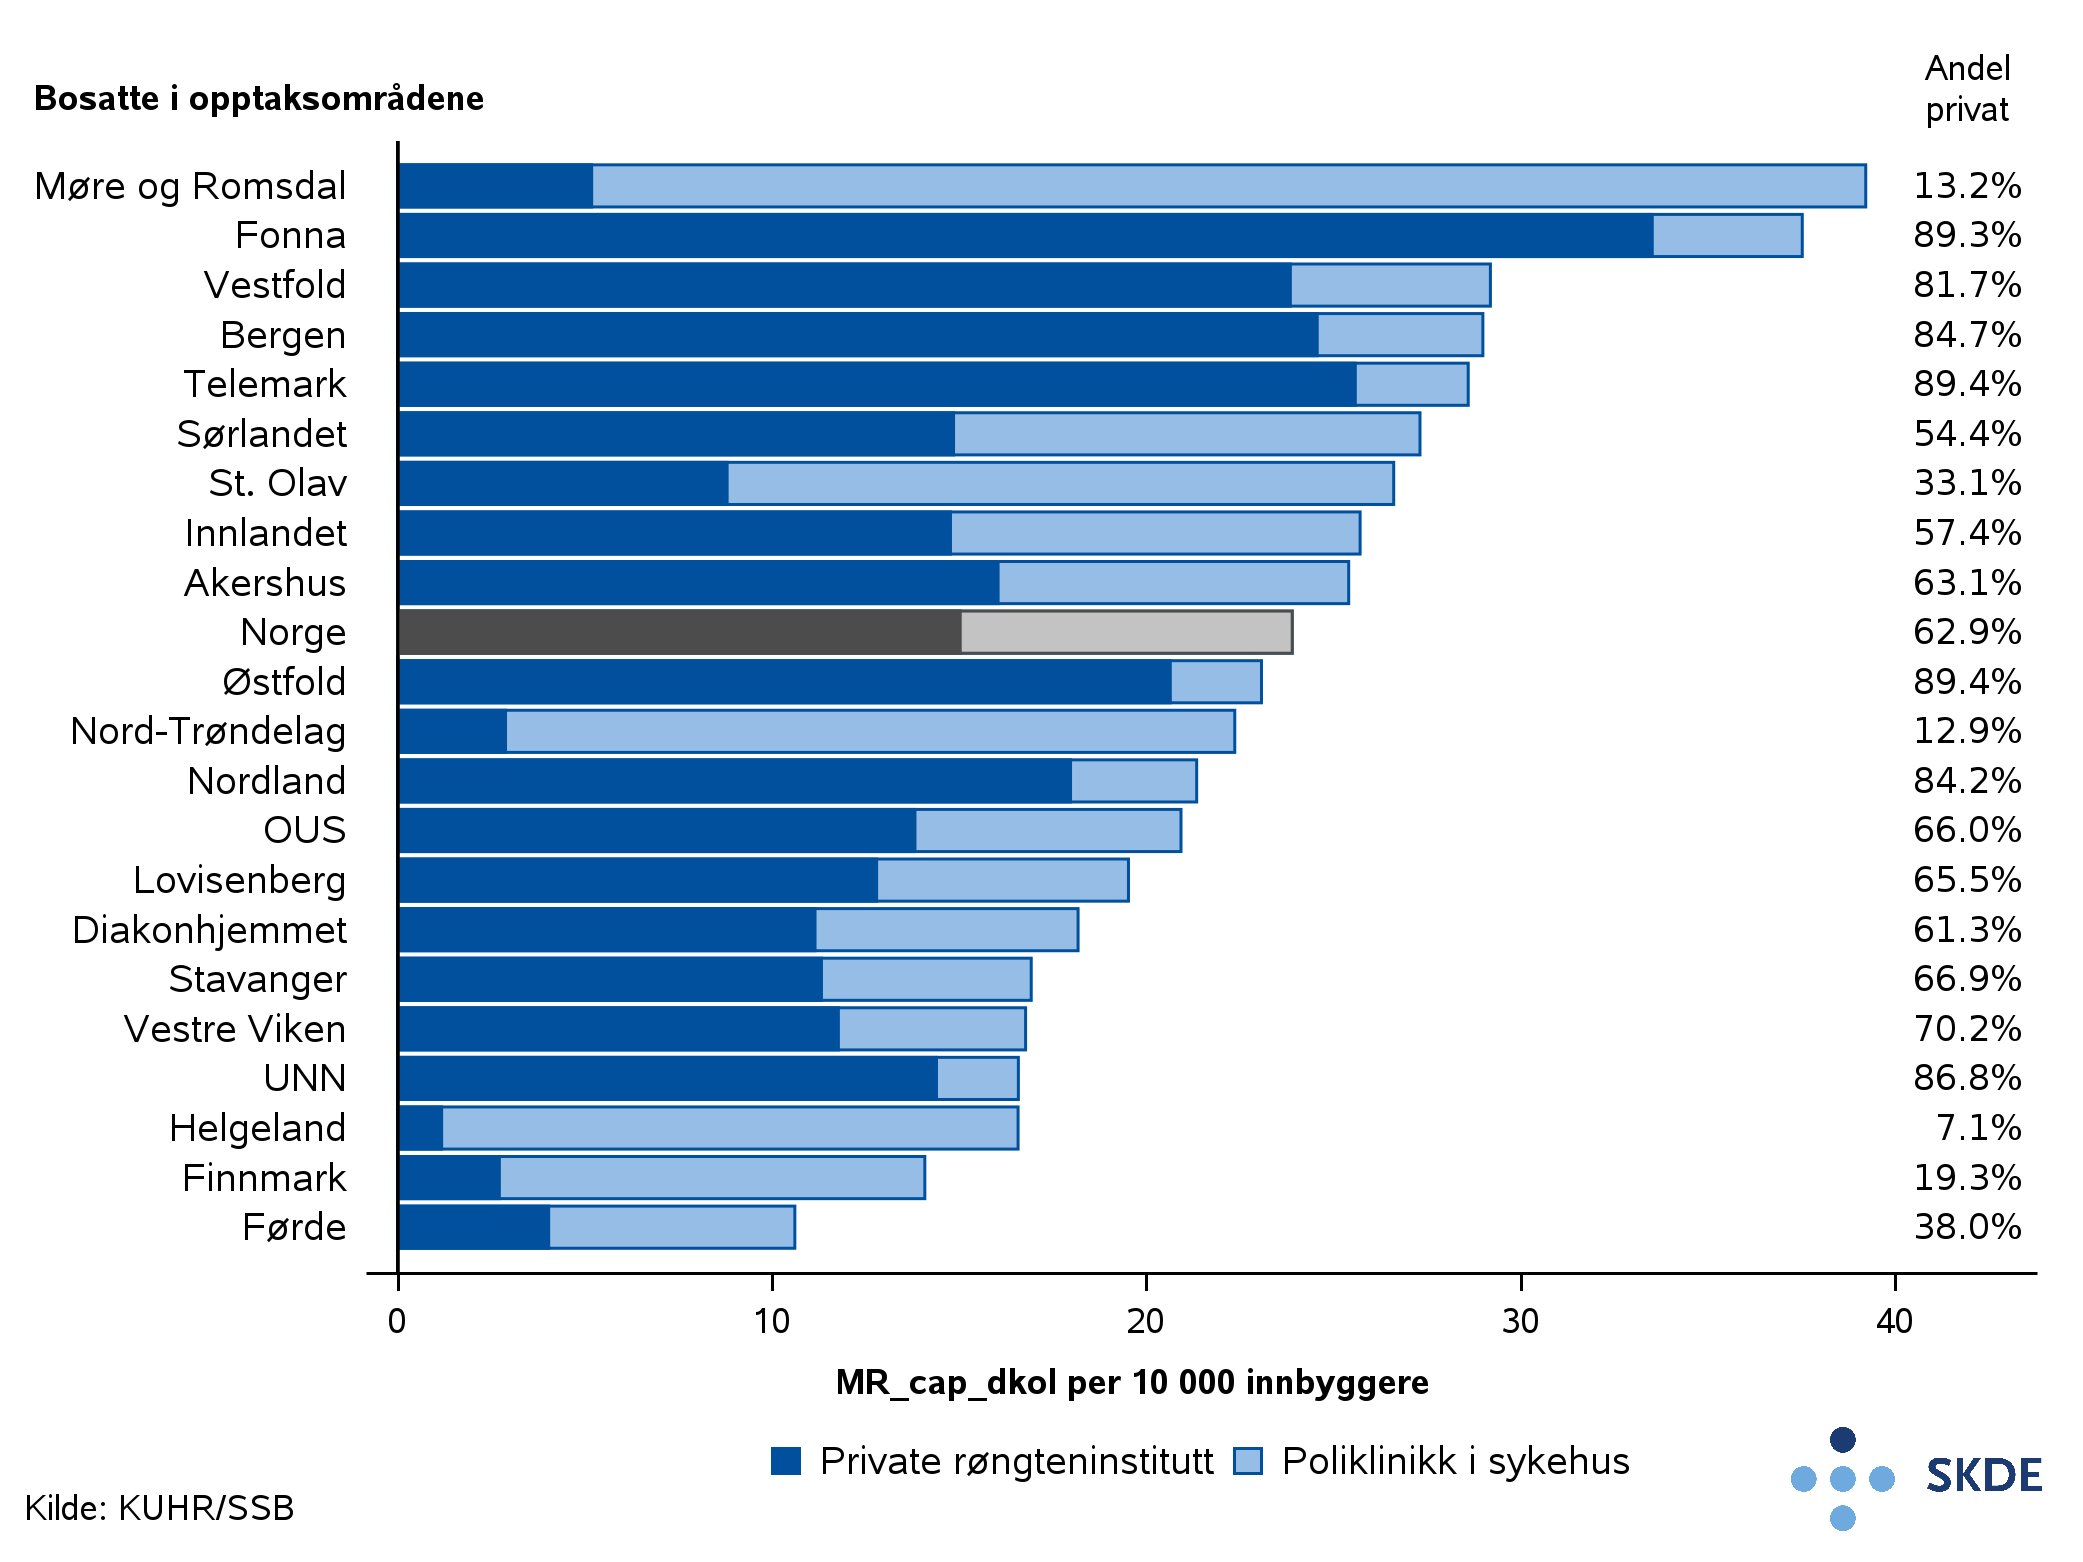 Andel
privat
Bosatte i opptaksområdene
Møre og Romsdal 13.2%
Fonna 89.3%
Vestfold 81.7%
Bergen 84.7%
Telemark 89.4%
Sørlandet 54.4%
St. Olav 33.1%
Innlandet 57.4%
Akershus 63.1%
Norge 62.9%
Østfold 89.4%
Nord-Trøndelag 12.9%
Nordland 84.2%
OUS 66.0%
Lovisenberg 65.5%
Diakonhjemmet 61.3%
Stavanger 66.9%
Vestre Viken 70.2%
UNN 86.8%
Helgeland 7.1%
Finnmark 19.3%
Førde 38.0%
0 10 20 30 40
MR_cap_dkol per 10 000 innbyggere
Private røngteninstitutt Poliklinikk i sykehus
SKDE
Kilde: KUHR/SSB